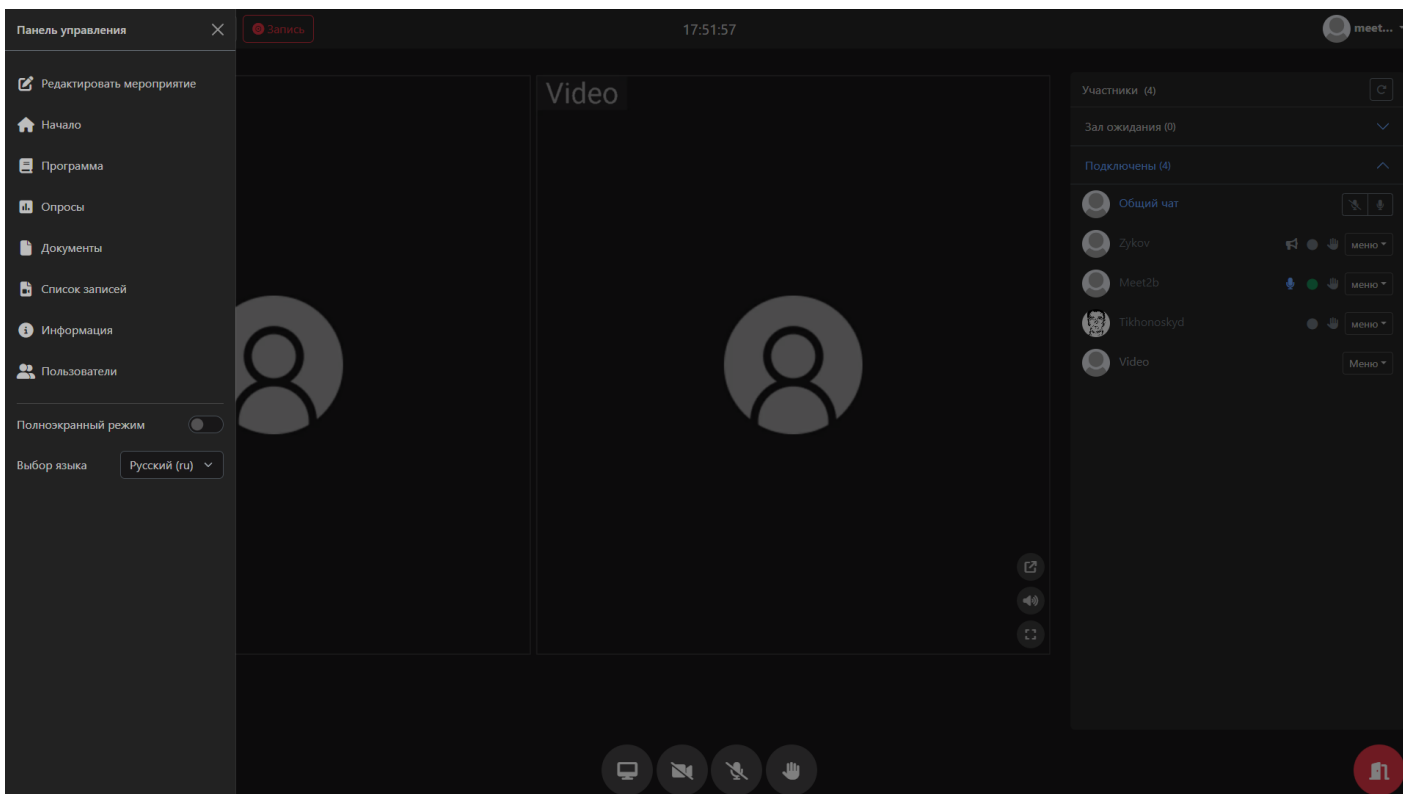 Панель управления
Запись
17:51:57
meet...
Редактировать мероприятие
Начало
Программа
Опросы
Документы
Список записей
Информация
Пользователи
Полноэкранный режим
Выбор языка Русский (ru)
Video
Участники (4)
Зал ожидания (0)
Подключены (4)
Общий чат
Zykov меню
Meet2b меню
Tikhonoskyd меню
Video Меню